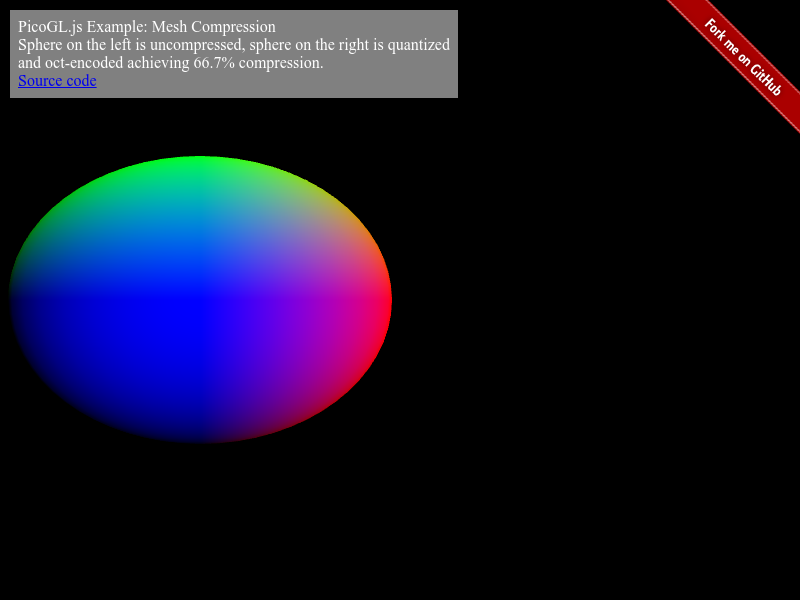 PicoGL.js Example: Mesh Compression
Sphere on the left is uncompressed, sphere on the right is quantized
and oct-encoded achieving 66.7% compression.
Source code
Fork me on GitHub